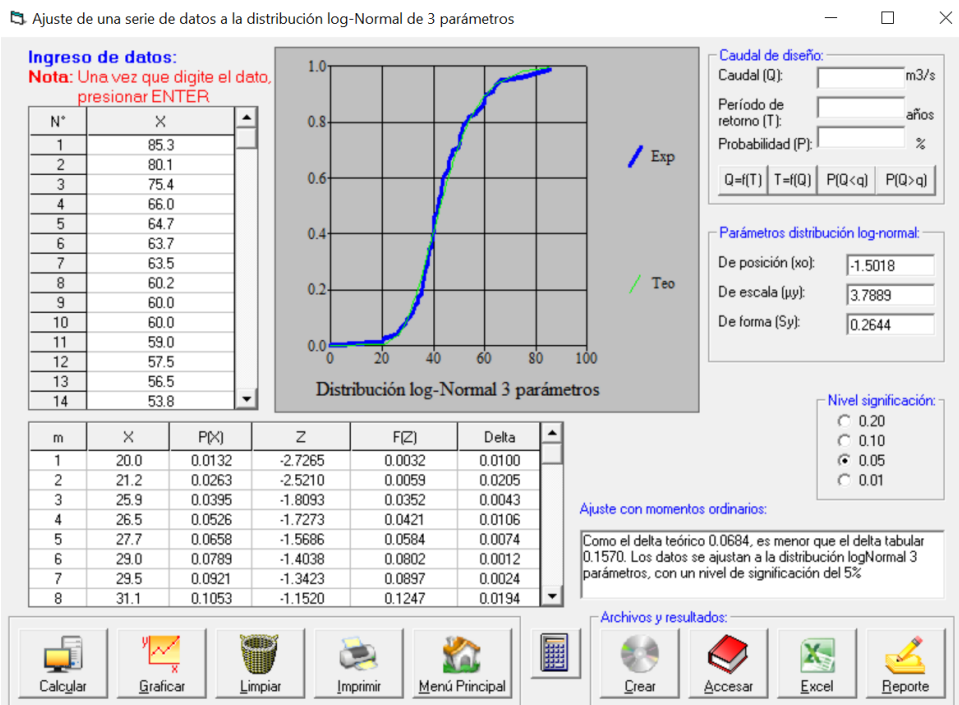 Ajuste de una serie de datos a la distribución log-Normal de 3 parámetros
Ingreso de datos:
Nota: Una vez que digite el dato,
presionar ENTER
N° X
1 85.3
2 80.1
3 75.4
4 66.0
5 64.7
6 63.7
7 63.5
8 60.2
9 60.0
10 60.0
11 59.0
12 57.5
13 56.5
14 53.8
1.0
0.8
0.6
0.4
0.2
0.0
0 20 40 60 80 100
Exp
Teo
Distribución log-Normal 3 parámetros
Caudal de diseño:
Caudal (Q): m3/s
Período de
retorno (T): años
Probabilidad (P): %
Q=f(T) T=f(Q) P(Q<q) P(Q>q)
Parámetros distribución log-normal:
De posición (xo): -1.5018
De escala (µy): 3.7889
De forma (Sy): 0.2644
Nivel significación:
0.20
0.10
0.05
0.01
m X P(X) Z F(Z) Delta
1 20.0 0.0132 -2.7265 0.0032 0.0100
2 21.2 0.0263 -2.5210 0.0059 0.0205
3 25.9 0.0395 -1.8093 0.0352 0.0043
4 26.5 0.0526 -1.7273 0.0421 0.0106
5 27.7 0.0658 -1.5686 0.0584 0.0074
6 29.0 0.0789 -1.4038 0.0802 0.0012
7 29.5 0.0921 -1.3423 0.0897 0.0024
8 31.1 0.1053 -1.1520 0.1247 0.0194
Ajuste con momentos ordinarios:
Como el delta teórico 0.0684, es menor que el delta tabular
0.1570. Los datos se ajustan a la distribución logNormal 3
parámetros, con un nivel de significación del 5%
Calcular
y x
Graficar
Limpiar
Imprimir
Menú Principal
Archivos y resultados:
Crear
Accesar
Excel
Reporte